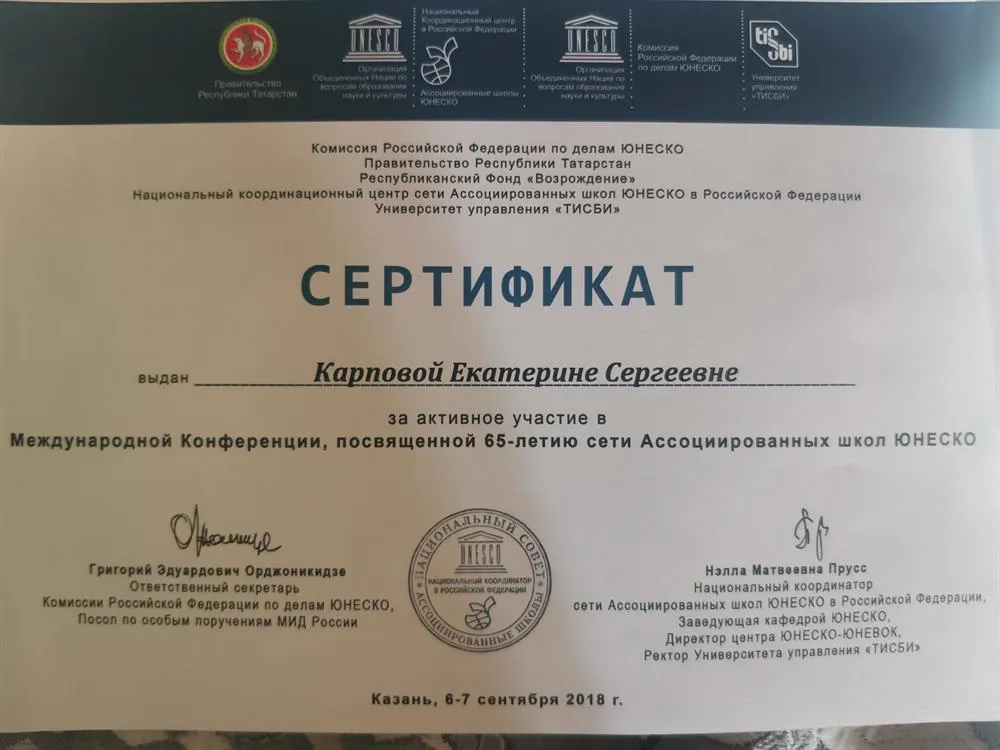 Правительство
Республики Татарстан
UNESCO
Организация
Объединенных Наций по
вопросам образования,
науки и культуры
Национальный
Координационный центр
в Российской Федерации
Ассоциированные школы
ЮНЕСКО
UNESCO
Организация
Объединенных Наций по
вопросам образования,
науки и культуры
Комиссия
Российской Федерации
по делам ЮНЕСКО
tisbi
Университет
управления
«ТИСБИ»
Комиссия Российской Федерации по делам ЮНЕСКО
Правительство Республики Татарстан
Республиканский Фонд «Возрождение»
Национальный координационный центр сети Ассоциированных школ ЮНЕСКО в Российской Федерации
Университет управления «ТИСБИ»
СЕРТИФИКАТ
выдан Карповой Екатерине Сергеевне
за активное участие в
Международной Конференции, посвященной 65-летию сети Ассоциированных школ ЮНЕСКО
Григорий Эдуардович Орджоникидзе
Ответственный секретарь
Комиссии Российской Федерации по делам ЮНЕСКО,
Посол по особым поручениям МИД России
НАЦИОНАЛЬНЫЙ СОВЕТ
UNESCO
НАЦИОНАЛЬНЫЙ КООРДИНАТОР
В РОССИЙСКОЙ ФЕДЕРАЦИИ
АССОЦИИРОВАННЫЕ ШКОЛЫ
Нэлла Матвеевна Прусс
Национальный координатор
сети Ассоциированных школ ЮНЕСКО в Российской Федерации,
Заведующая кафедрой ЮНЕСКО,
Директор центра ЮНЕСКО-ЮНЕВОК,
Ректор Университета управления «ТИСБИ»
Казань, 6-7 сентября 2018 г.